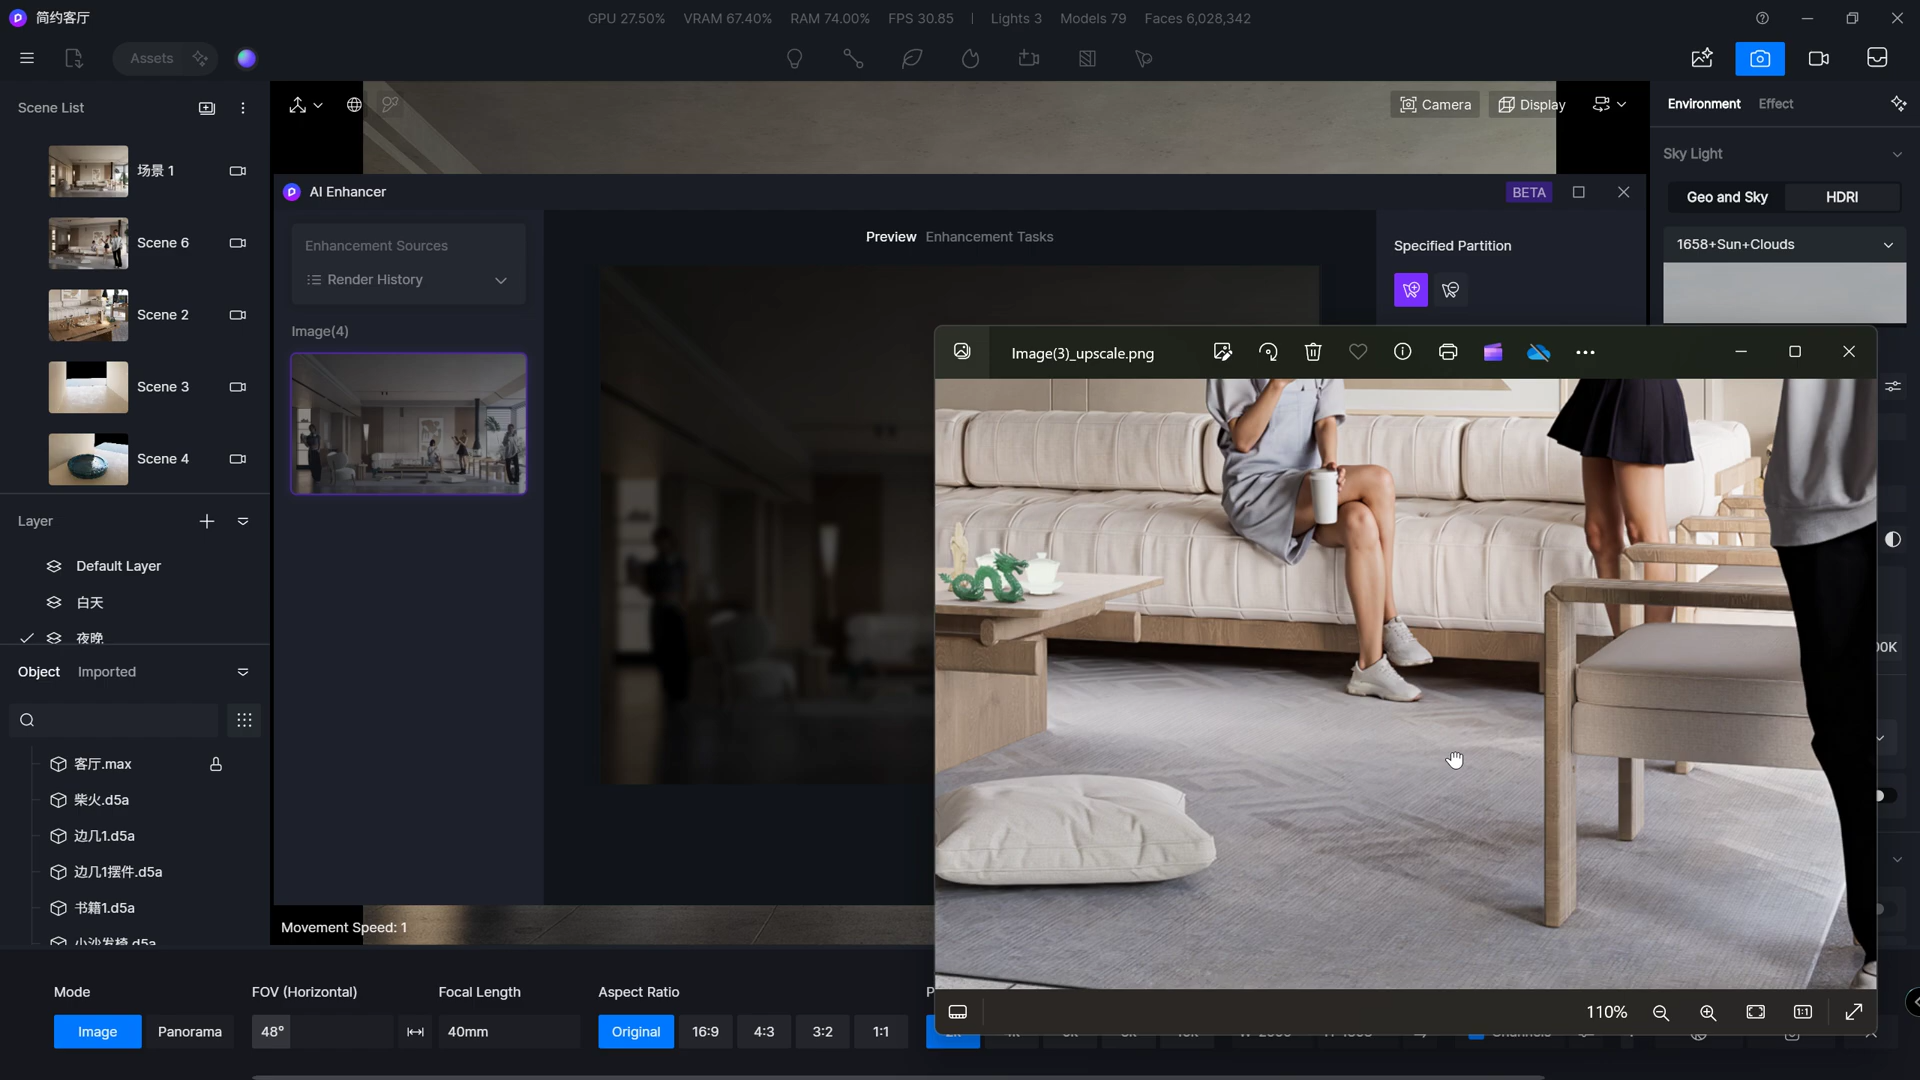 简约客厅
GPU 27.50% VRAM 67.40% RAM 74.00% FPS 30.85 | Lights 3 Models 79 Faces 6,028,342
Assets
Scene List
场景 1
Scene 6
Scene 2
Scene 3
Scene 4
Layer
Default Layer
白天
夜晚
Object Imported
客厅.max
柴火.d5a
边几1.d5a
边几1摆件.d5a
书籍1.d5a
小沙发椅.d5a
Camera
Display
AI Enhancer
BETA
Enhancement Sources
Render History
Image(4)
Preview Enhancement Tasks
Specified Partition
Movement Speed: 1
Image(3)_upscale.png
110%
Environment Effect
Sky Light
Geo and Sky HDRI
1658+Sun+Clouds
00K
Mode
Image Panorama
FOV (Horizontal)
48°
Focal Length
40mm
Aspect Ratio
Original 16:9 4:3 3:2 1:1